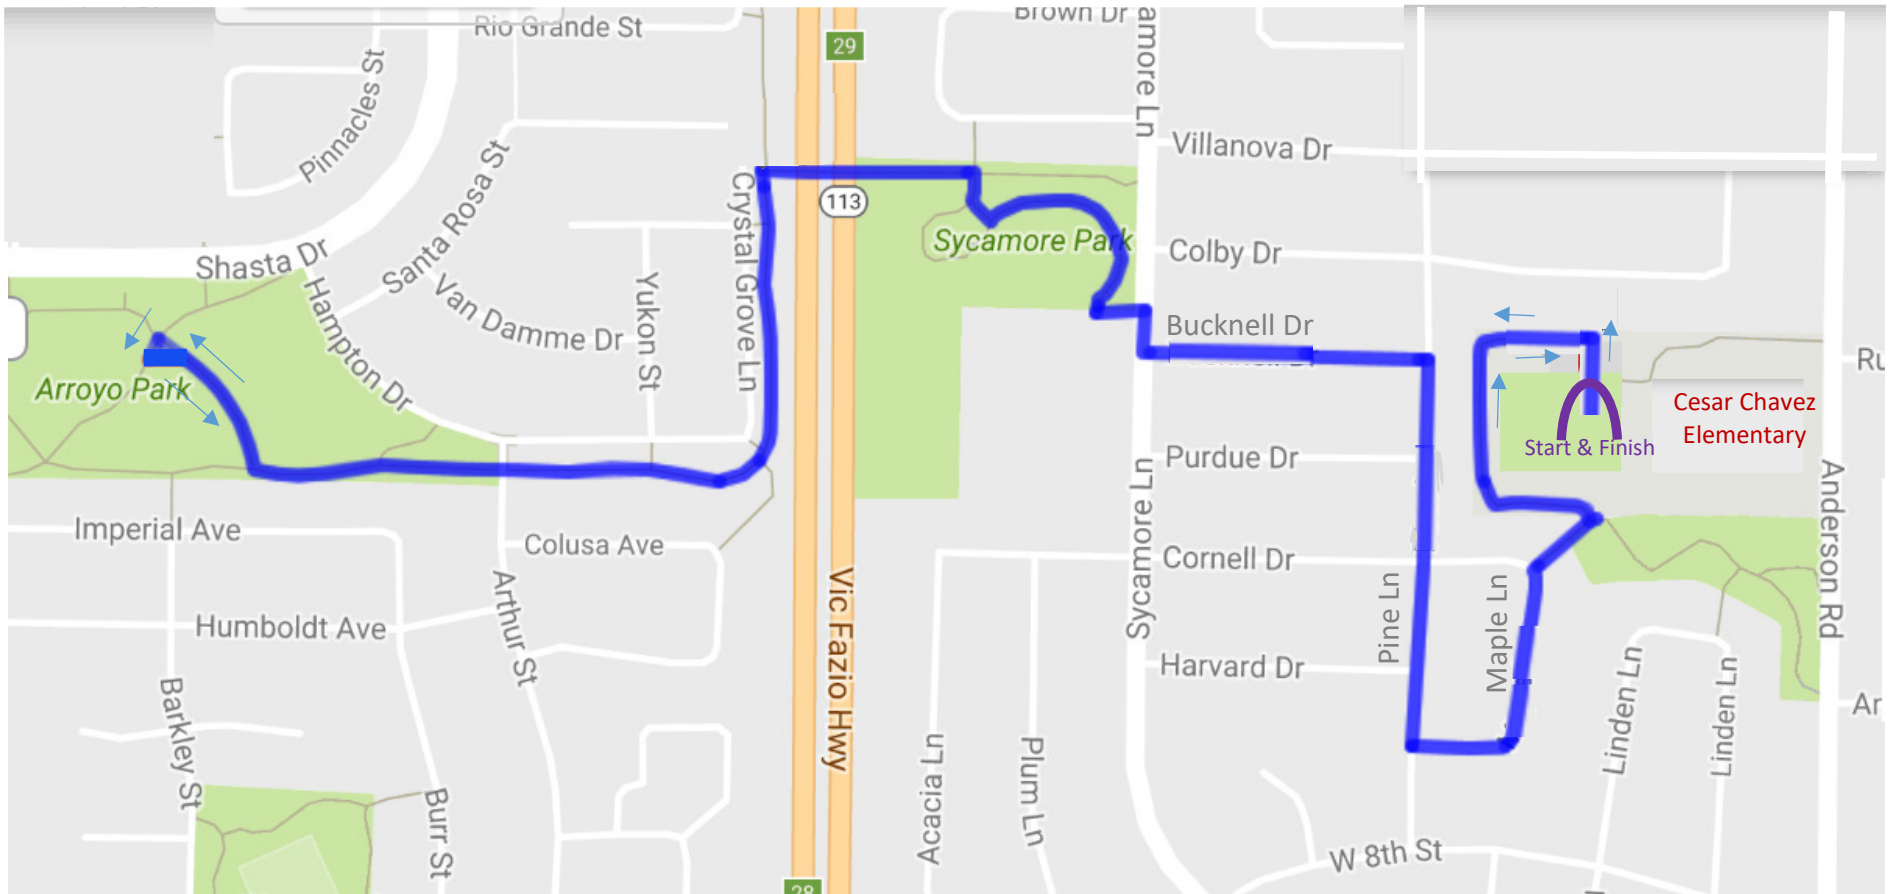 Rio Grande St
29
Brown Dr
amore Ln
Pinnacles St
Villanova Dr
Santa Rosa St
Crystal Grove Ln
113
Sycamore Park
Colby Dr
Shasta Dr
Hampton Dr
Van Damme Dr
Yukon St
Bucknell Dr
Ru
Arroyo Park
Cesar Chavez
Elementary
Start & Finish
Purdue Dr
Sycamore Ln
Anderson Rd
Imperial Ave
Colusa Ave
Cornell Dr
Vic Fazio Hwy
Arthur St
Humboldt Ave
Pine Ln
Maple Ln
Harvard Dr
Linden Ln
Linden Ln
Ar
Barkley St
Burr St
Acacia Ln
Plum Ln
W 8th St
28